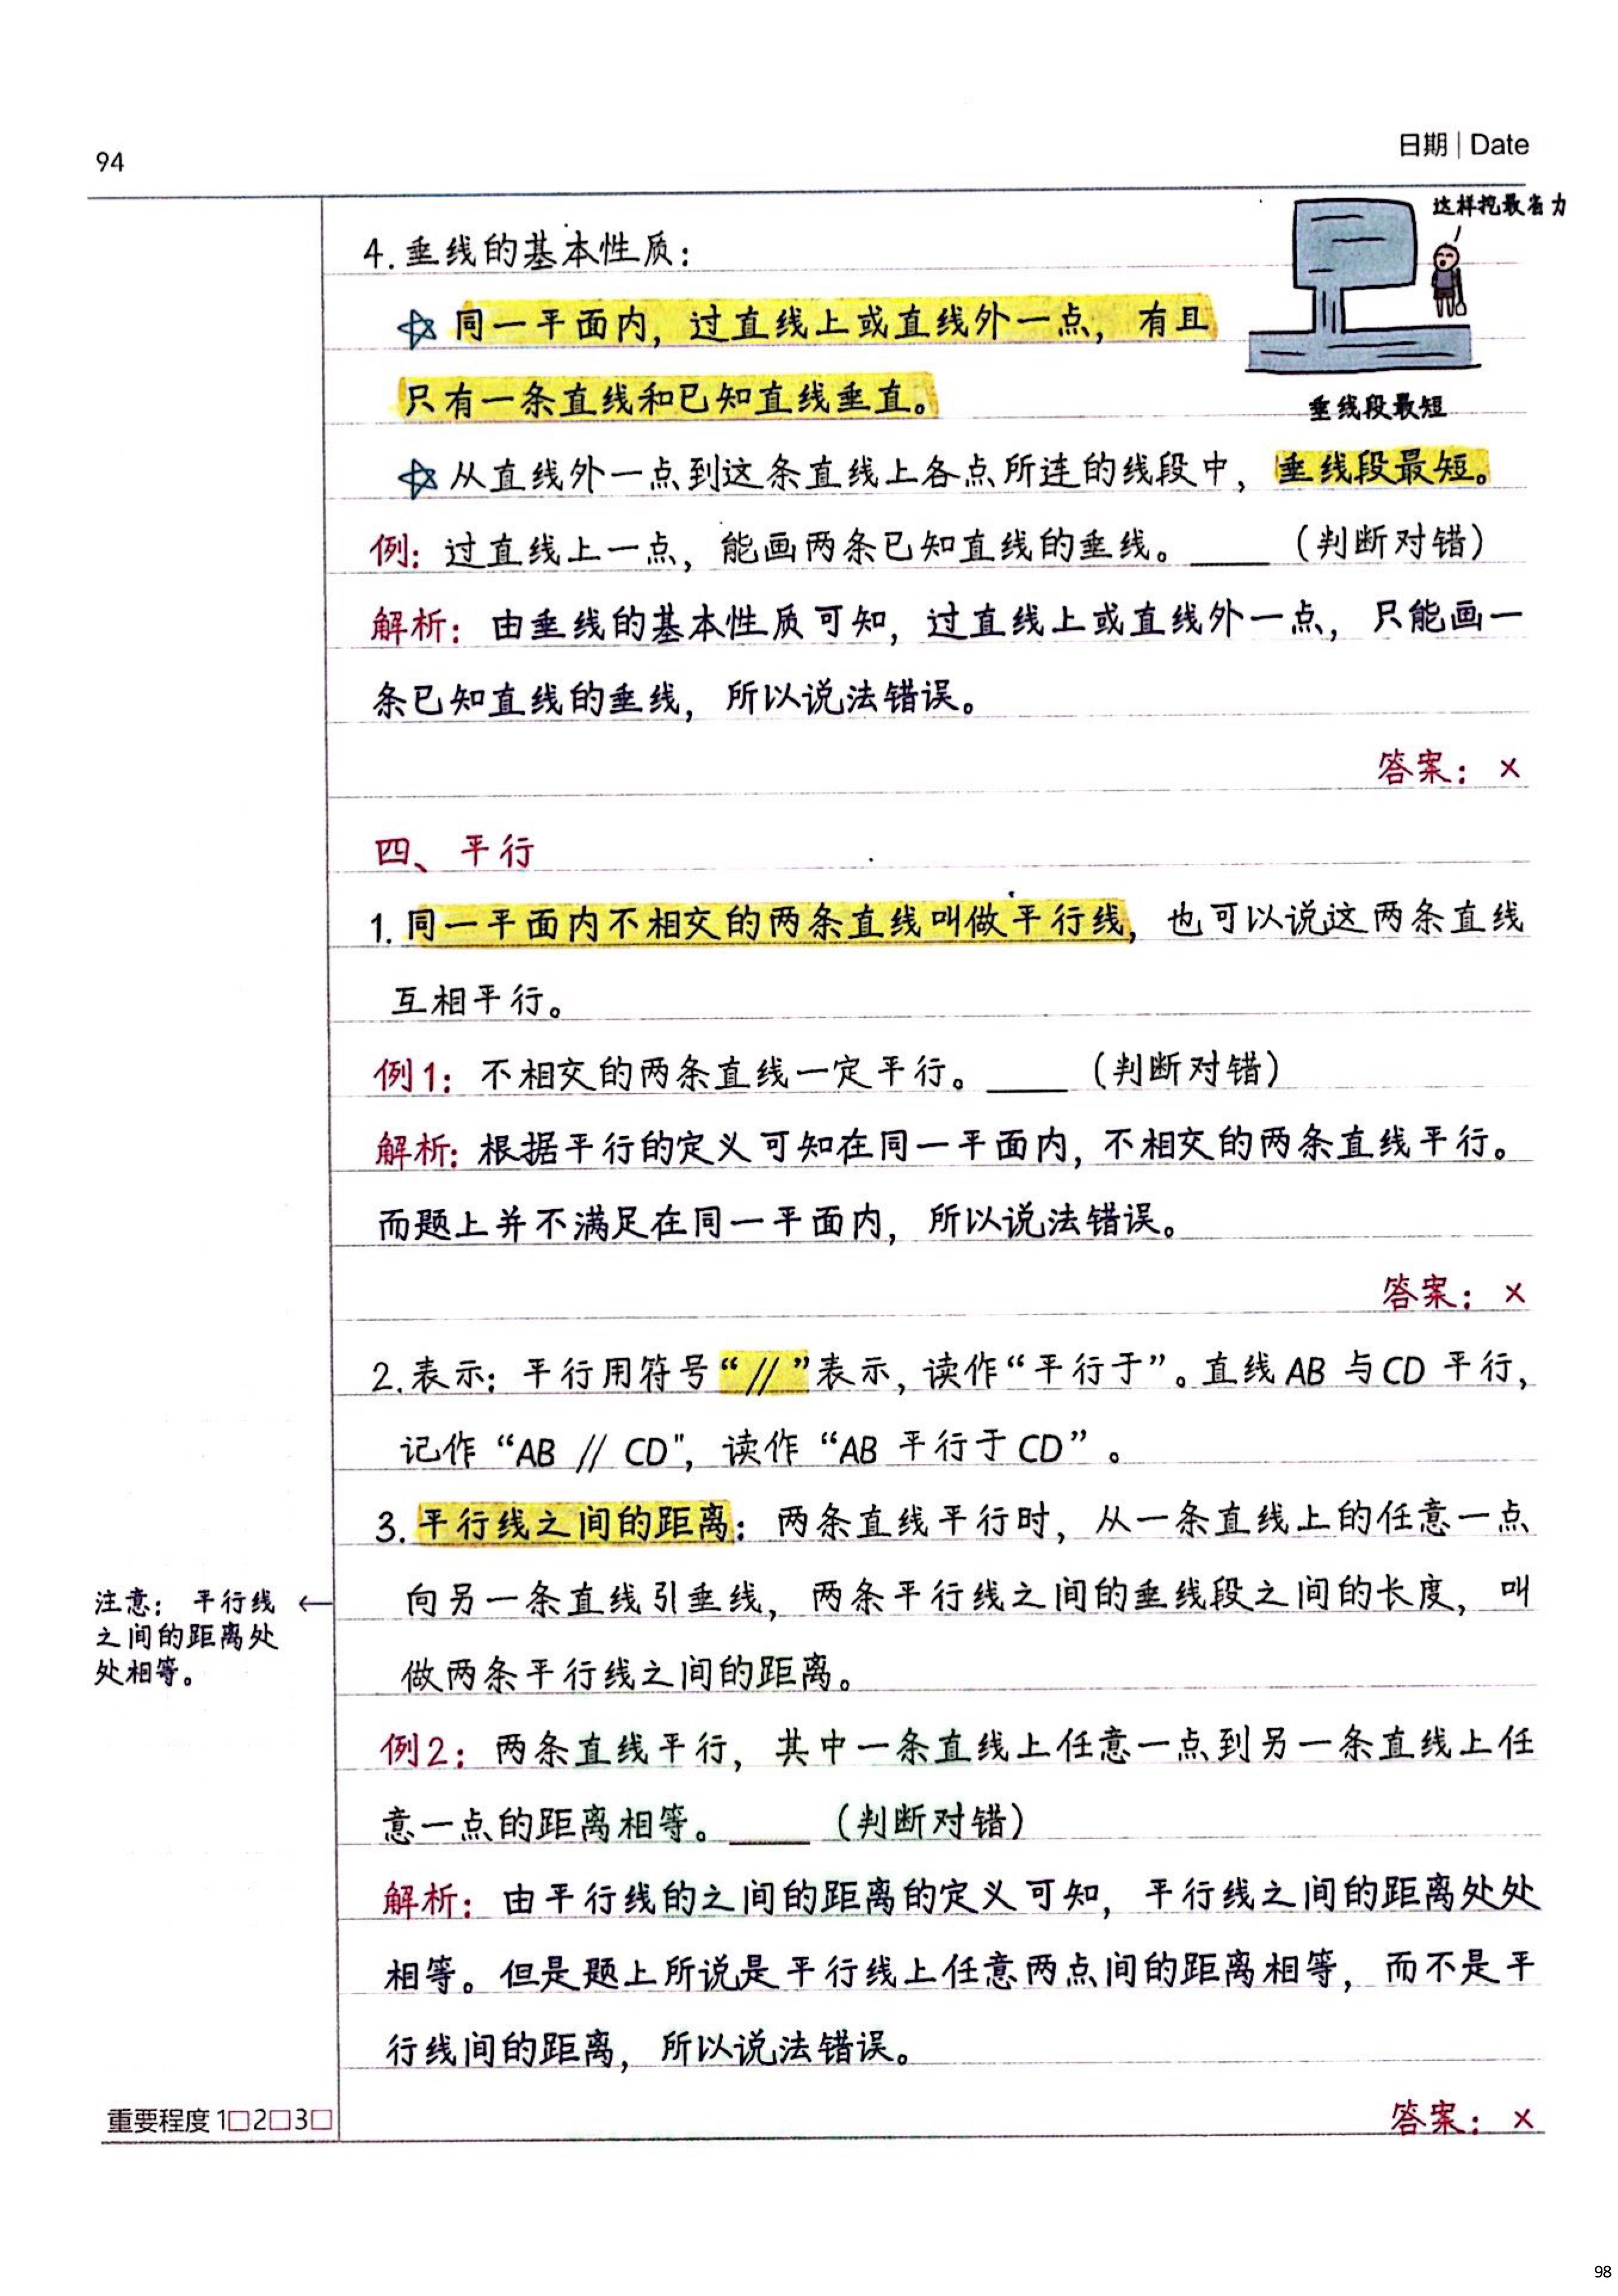 94
日期 | Date
这样挖最省力
4.垂线的基本性质：
☆同一平面内，过直线上或直线外一点，有且
只有一条直线和已知直线垂直。
垂线段最短
☆从直线外一点到这条直线上各点所连的线段中，垂线段最短。
例：过直线上一点，能画两条已知直线的垂线。____（判断对错）
解析：由垂线的基本性质可知，过直线上或直线外一点，只能画一
条已知直线的垂线，所以说法错误。
答案：×
四、平行
1.同一平面内不相交的两条直线叫做平行线，也可以说这两条直线
互相平行。
例1：不相交的两条直线一定平行。____（判断对错）
解析：根据平行的定义可知在同一平面内，不相交的两条直线平行。
而题上并不满足在同一平面内，所以说法错误。
答案：×
2.表示：平行用符号“//”表示，读作“平行于”。直线AB与CD平行，
记作“AB // CD"，读作“AB 平行于CD”。
3.平行线之间的距离：两条直线平行时，从一条直线上的任意一点
向另一条直线引垂线，两条平行线之间的垂线段之间的长度，叫
做两条平行线之间的距离。
注意：平行线 ←
之间的距离处
处相等。
例2：两条直线平行，其中一条直线上任意一点到另一条直线上任
意一点的距离相等。____（判断对错）
解析：由平行线的之间的距离的定义可知，平行线之间的距离处处
相等。但是题上所说是平行线上任意两点间的距离相等，而不是平
行线间的距离，所以说法错误。
答案：×
重要程度 1□2□3□
98